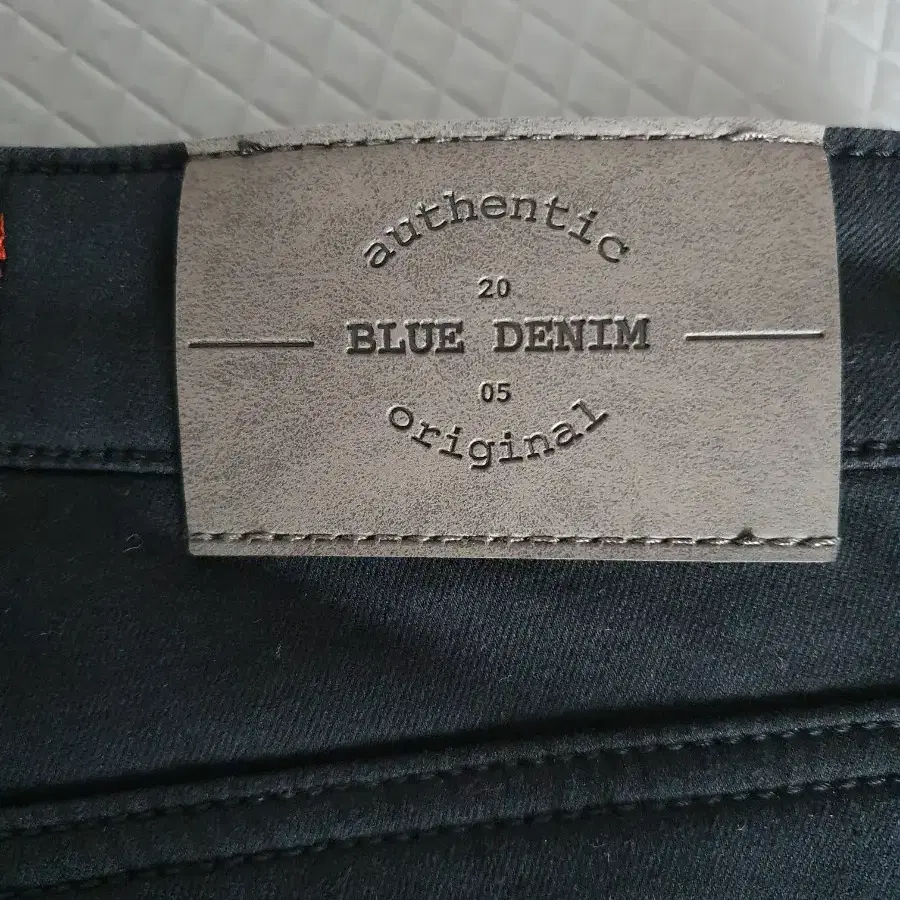 authentic
20
BLUE DENIM
05
original